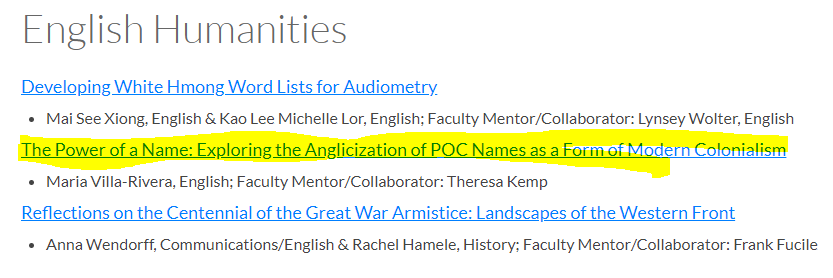 English Humanities
Developing White Hmong Word Lists for Audiometry
• Mai See Xiong, English & Kao Lee Michelle Lor, English; Faculty Mentor/Collaborator: Lynsey Wolter, English
The Power of a Name: Exploring the Anglicization of POC Names as a Form of Modern Colonialism
• Maria Villa-Rivera, English; Faculty Mentor/Collaborator: Theresa Kemp
Reflections on the Centennial of the Great War Armistice: Landscapes of the Western Front
• Anna Wendorff, Communications/English & Rachel Hamele, History; Faculty Mentor/Collaborator: Frank Fucile